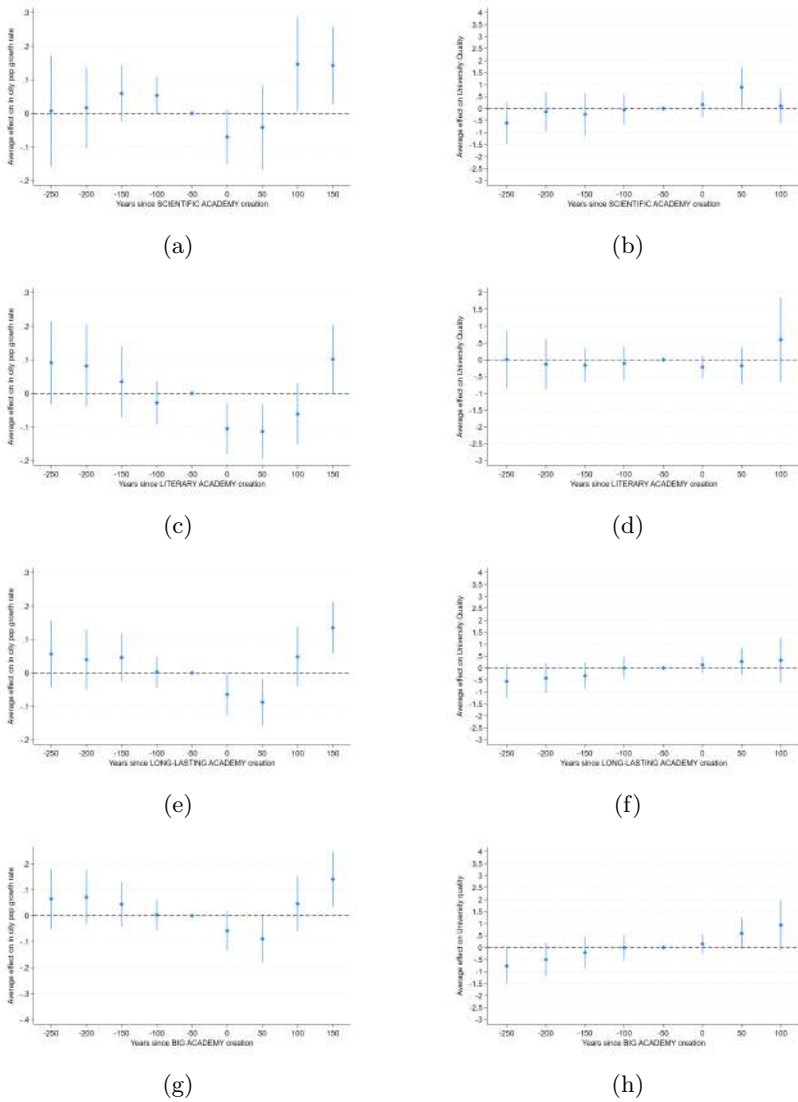 Average effect on ln city pop growth rate
.3
.2
.1
0
-.1
-.2
-250 -200 -150 -100 -50 0 50 100 150
Years since SCIENTIFIC ACADEMY creation
(a)
Average effect on University Quality
4
3.5
3
2.5
2
1.5
1
.5
0
-.5
-1
-1.5
-2
-2.5
-3
-250 -200 -150 -100 -50 0 50 100
Years since SCIENTIFIC ACADEMY creation
(b)
Average effect on ln city pop growth rate
.3
.2
.1
0
-.1
-.2
-250 -200 -150 -100 -50 0 50 100 150
Years since LITERARY ACADEMY creation
(c)
Average effect on University Quality
2
1.5
1
.5
0
-.5
-1
-1.5
-2
-2.5
-3
-250 -200 -150 -100 -50 0 50 100
Years since LITERARY ACADEMY creation
(d)
Average effect on ln city pop growth rate
.3
.2
.1
0
-.1
-.2
-250 -200 -150 -100 -50 0 50 100 150
Years since LONG-LASTING ACADEMY creation
(e)
Average effect on University Quality
4
3.5
3
2.5
2
1.5
1
.5
0
-.5
-1
-1.5
-2
-2.5
-3
-250 -200 -150 -100 -50 0 50 100
Years since LONG-LASTING ACADEMY creation
(f)
Average effect on ln city pop growth rate
.2
.1
0
-.1
-.2
-.3
-.4
-250 -200 -150 -100 -50 0 50 100 150
Years since BIG ACADEMY creation
(g)
Average effect on University quality
4
3.5
3
2.5
2
1.5
1
.5
0
-.5
-1
-1.5
-2
-2.5
-3
-250 -200 -150 -100 -50 0 50 100
Years since BIG ACADEMY creation
(h)